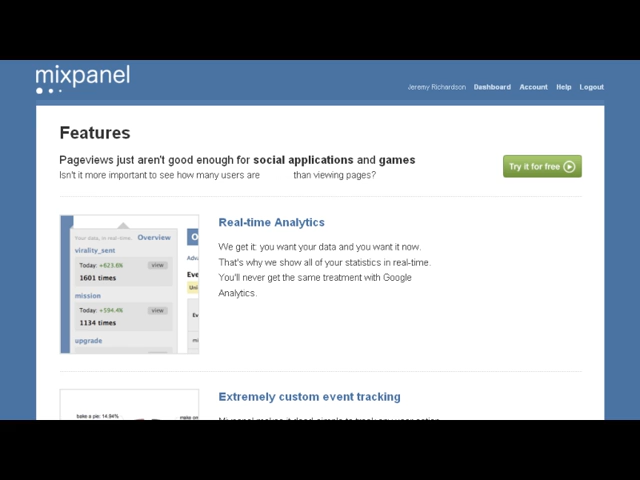 mixpanel
Jeremy Richardson Dashboard Account Help Logout
Features
Pageviews just aren't good enough for social applications and games
Isn't it more important to see how many users are than viewing pages?
Try it for free
Real-time Analytics
We get it: you want your data and you want it now.
That's why we show all of your statistics in real-time.
You'll never get the same treatment with Google
Analytics.
Your data, in real-time. Overview
virality_sent
Today: +623.6% view
1601 times
mission
Today: +594.4% view
1134 times
upgrade
Extremely custom event tracking
bake a pie: 14.94%